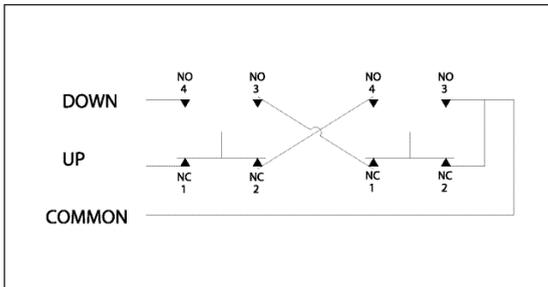 NO NO NO NO
4 3 4 3
DOWN
UP
NC NC NC NC
1 2 1 2
COMMON